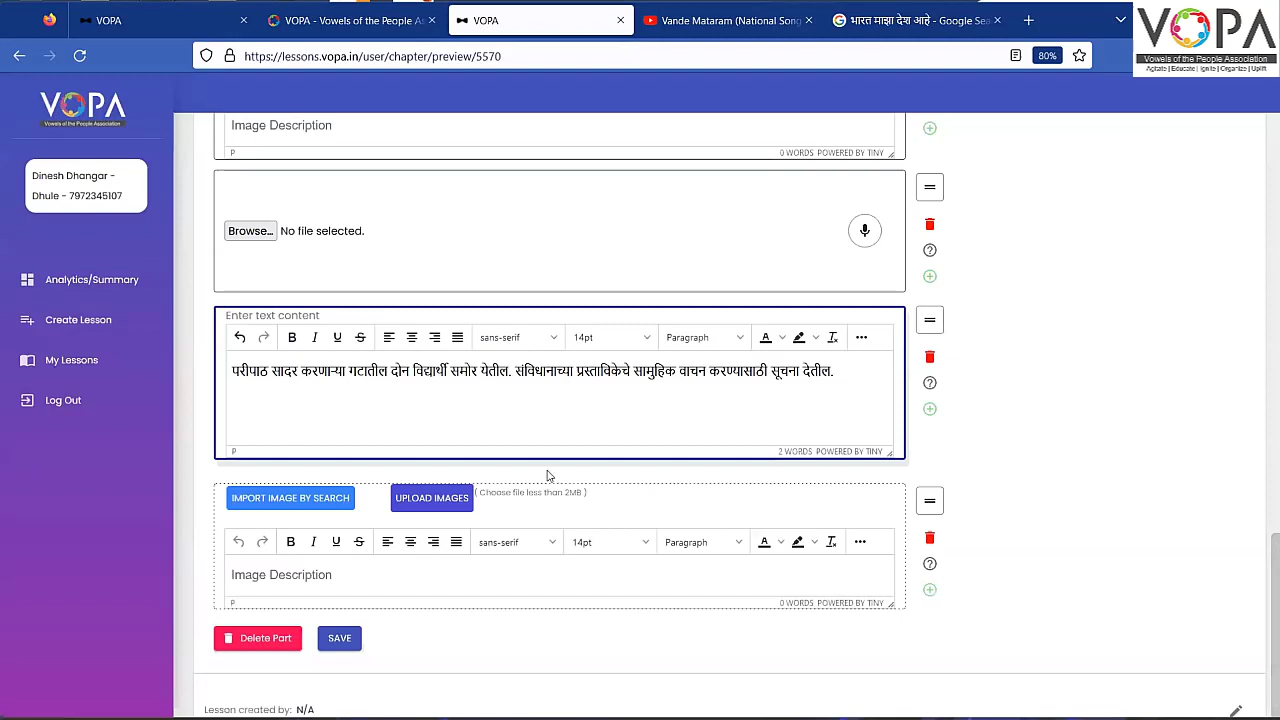 VOPA
VOPA - Vowels of the People As
VOPA
Vande Mataram (National Song
भारत माझा देश आहे - Google Sea
https://lessons.vopa.in/user/chapter/preview/5570
80%
VOPA
Vowels of the People Association
Agitate | Educate | Ignite | Organize | Uplift
VOPA
Vowels of the People Association
Dinesh Dhangar -
Dhule - 7972345107
Analytics/Summary
Create Lesson
My Lessons
Log Out
Image Description
P
0 WORDS POWERED BY TINY
Browse... No file selected.
Enter text content
B I U S sans-serif 14pt Paragraph A
परीपाठ सादर करणाऱ्या गटातील दोन विद्यार्थी समोर येतील. संविधानाच्या प्रस्ताविकेचे सामुहिक वाचन करण्यासाठी सूचना देतील.
P
2 WORDS POWERED BY TINY
IMPORT IMAGE BY SEARCH
UPLOAD IMAGES
( Choose file less than 2MB )
B I U S sans-serif 14pt Paragraph A
Image Description
P
0 WORDS POWERED BY TINY
Delete Part
SAVE
Lesson created by: N/A